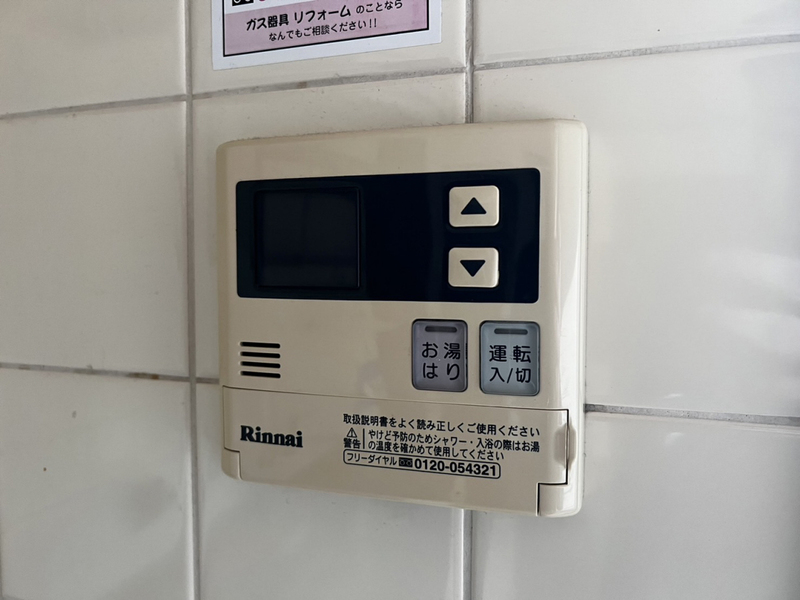 ガス器具 リフォーム のことなら
なんでもご相談ください!!
▲
▼
お湯
はり
運転
入/切
Rinnai
取扱説明書をよく読み正しくご使用ください
警告
やけど予防のためシャワー・入浴の際はお湯
の温度を確かめて使用してください
フリーダイヤル 0120-054321